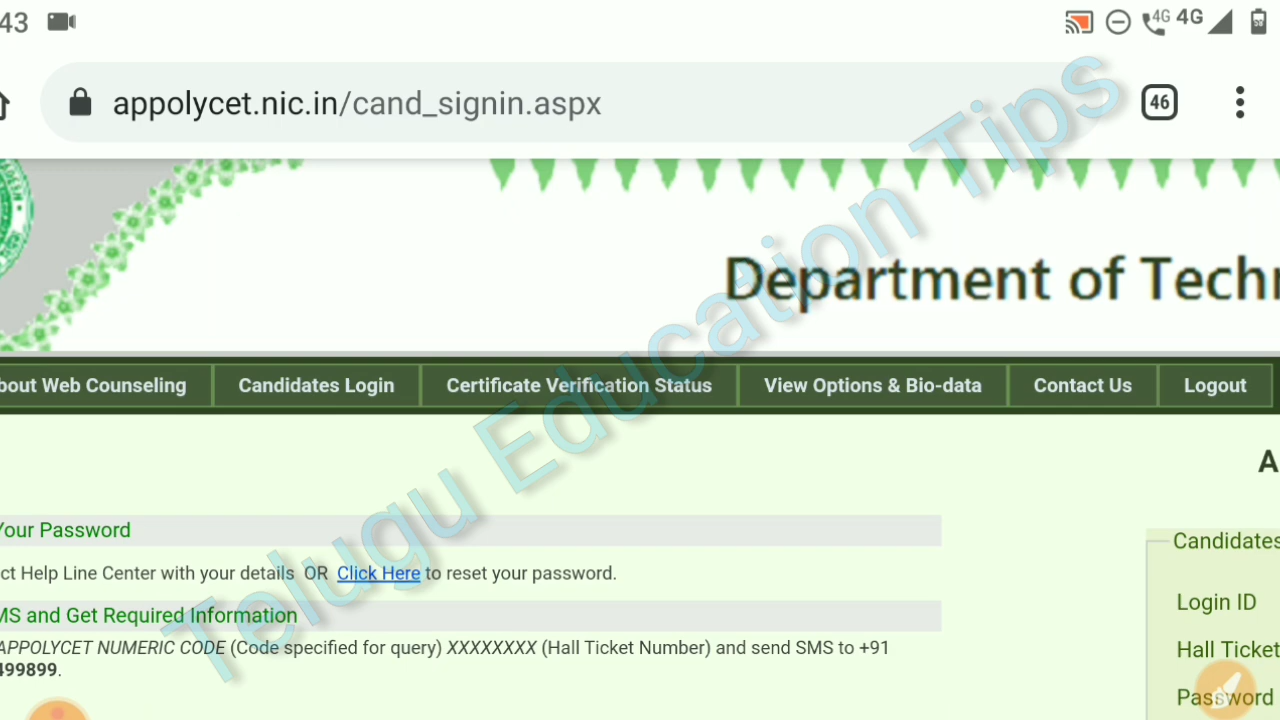 43
4G 4G
appolycet.nic.in/cand_signin.aspx
46
Department of Techn
bout Web Counseling Candidates Login Certificate Verification Status View Options & Bio-data Contact Us Logout
A
Your Password
Candidates
ct Help Line Center with your details OR Click Here to reset your password.
Login ID
MS and Get Required Information
APPOLYCET NUMERIC CODE (Code specified for query) XXXXXXXX (Hall Ticket Number) and send SMS to +91
Hall Ticket
499899.
Password
Telugu Education Tips